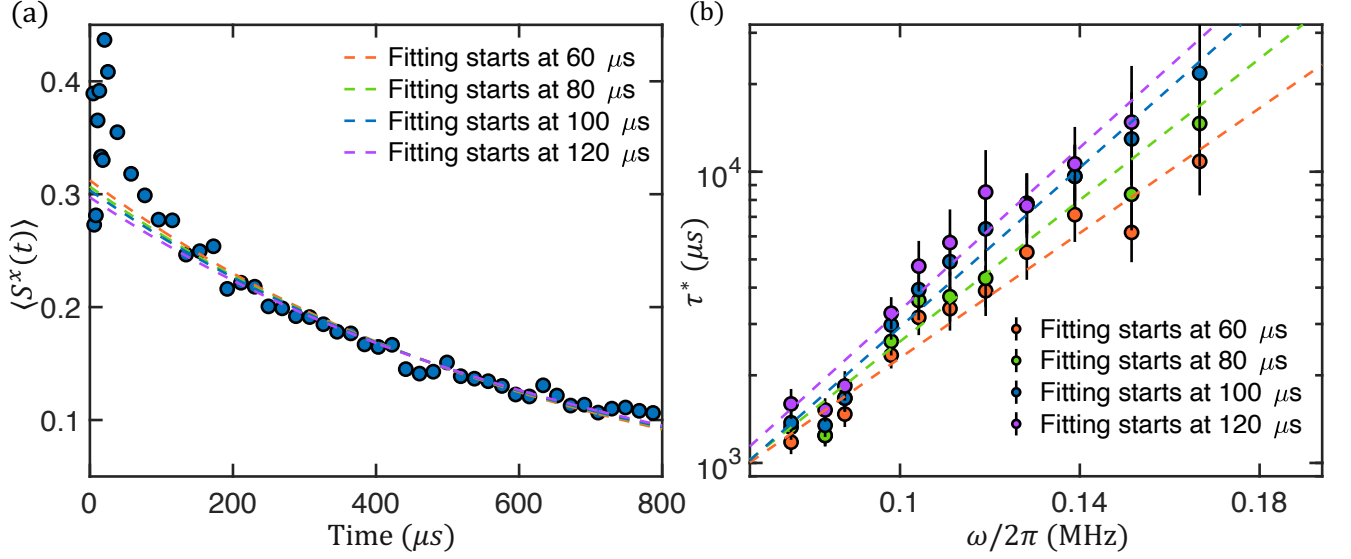 (a)
0.4
0.3
0.2
0.1
⟨S^x(t)⟩
Fitting starts at 60 μs
Fitting starts at 80 μs
Fitting starts at 100 μs
Fitting starts at 120 μs
0 200 400 600 800
Time (μs)
(b)
10^4
10^3
τ* (μs)
Fitting starts at 60 μs
Fitting starts at 80 μs
Fitting starts at 100 μs
Fitting starts at 120 μs
0.1 0.14 0.18
ω/2π (MHz)